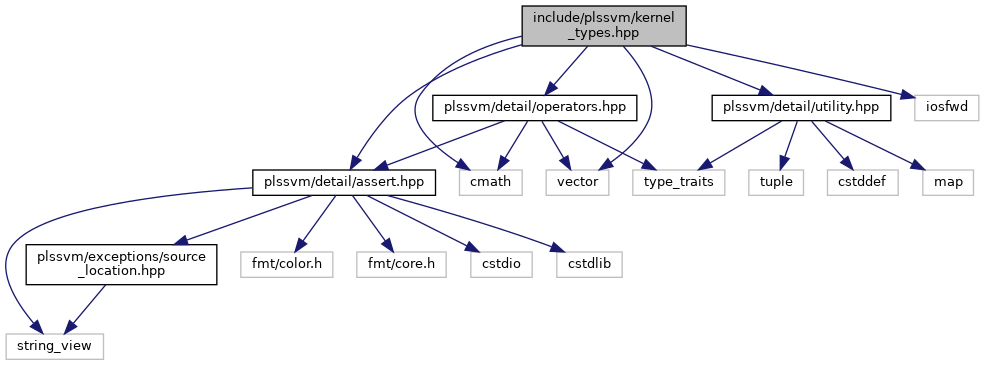 include/plssvm/kernel
_types.hpp
plssvm/detail/operators.hpp
plssvm/detail/utility.hpp
iosfwd
plssvm/detail/assert.hpp
cmath
vector
type_traits
tuple
cstddef
map
plssvm/exceptions/source
_location.hpp
fmt/color.h
fmt/core.h
cstdio
cstdlib
string_view